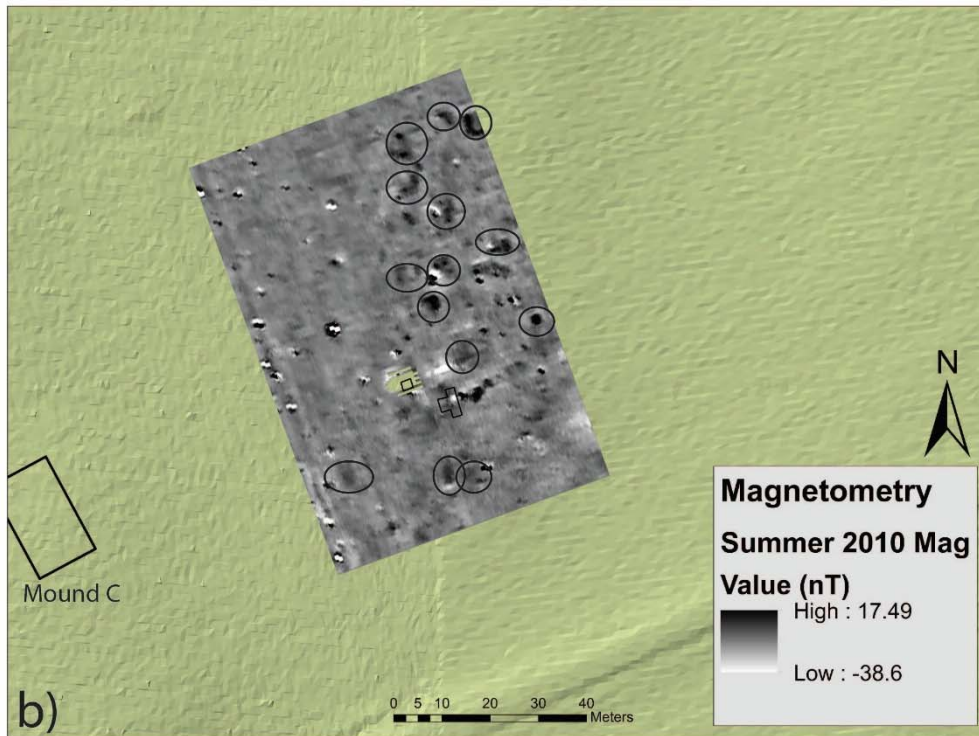 N
Mound C
Magnetometry
Summer 2010 Mag
Value (nT)
High : 17.49
Low : -38.6
b)
0 5 10 20 30 40
Meters